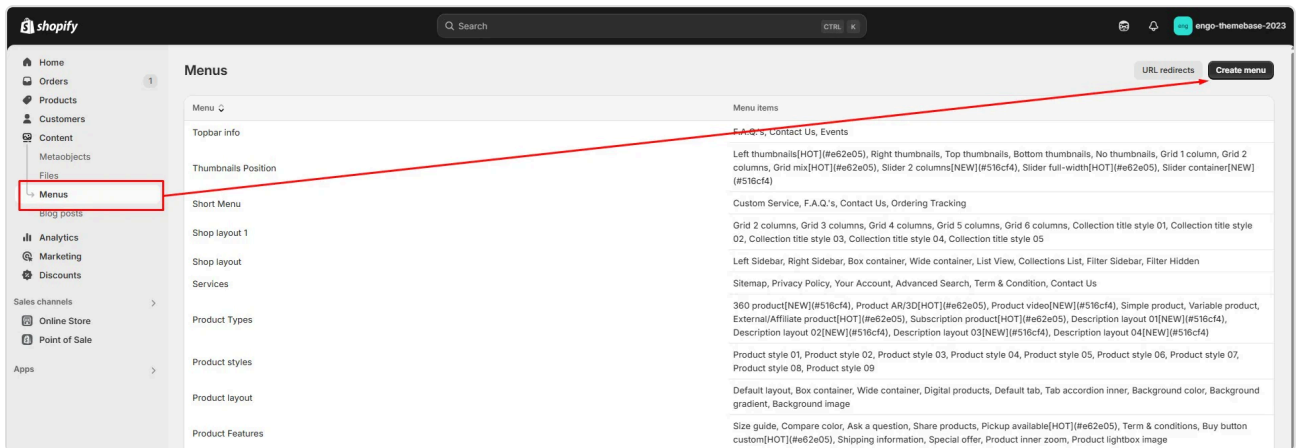 shopify
Search
CTRL K
eng
engo-themebase-2023
Home
Orders
1
Products
Customers
Content
Metaobjects
Files
Menus
Blog posts
Analytics
Marketing
Discounts
Sales channels
Online Store
Point of Sale
Apps
Menus
URL redirects
Create menu
Menu
Menu items
Topbar info
F.A.Q.'s, Contact Us, Events
Thumbnails Position
Left thumbnails[HOT](#e62e05), Right thumbnails, Top thumbnails, Bottom thumbnails, No thumbnails, Grid 1 column, Grid 2
columns, Grid mix[HOT](#e62e05), Slider 2 columns[NEW](#516cf4), Slider full-width[HOT](#e62e05), Slider container[NEW]
(#516cf4)
Short Menu
Custom Service, F.A.Q.'s, Contact Us, Ordering Tracking
Shop layout 1
Grid 2 columns, Grid 3 columns, Grid 4 columns, Grid 5 columns, Grid 6 columns, Collection title style 01, Collection title style
02, Collection title style 03, Collection title style 04, Collection title style 05
Shop layout
Left Sidebar, Right Sidebar, Box container, Wide container, List View, Collections List, Filter Sidebar, Filter Hidden
Services
Sitemap, Privacy Policy, Your Account, Advanced Search, Term & Condition, Contact Us
Product Types
360 product[NEW](#516cf4), Product AR/3D[HOT](#e62e05), Product video[NEW](#516cf4), Simple product, Variable product,
External/Affiliate product[HOT](#e62e05), Subscription product[HOT](#e62e05), Description layout 01[NEW](#516cf4),
Description layout 02[NEW](#516cf4), Description layout 03[NEW](#516cf4), Description layout 04[NEW](#516cf4)
Product styles
Product style 01, Product style 02, Product style 03, Product style 04, Product style 05, Product style 06, Product style 07,
Product style 08, Product style 09
Product layout
Default layout, Box container, Wide container, Digital products, Default tab, Tab accordion inner, Background color, Background
gradient, Background image
Product Features
Size guide, Compare color, Ask a question, Share products, Pickup available[HOT](#e62e05), Term & conditions, Buy button
custom[HOT](#e62e05), Shipping information, Special offer, Product inner zoom, Product lightbox image